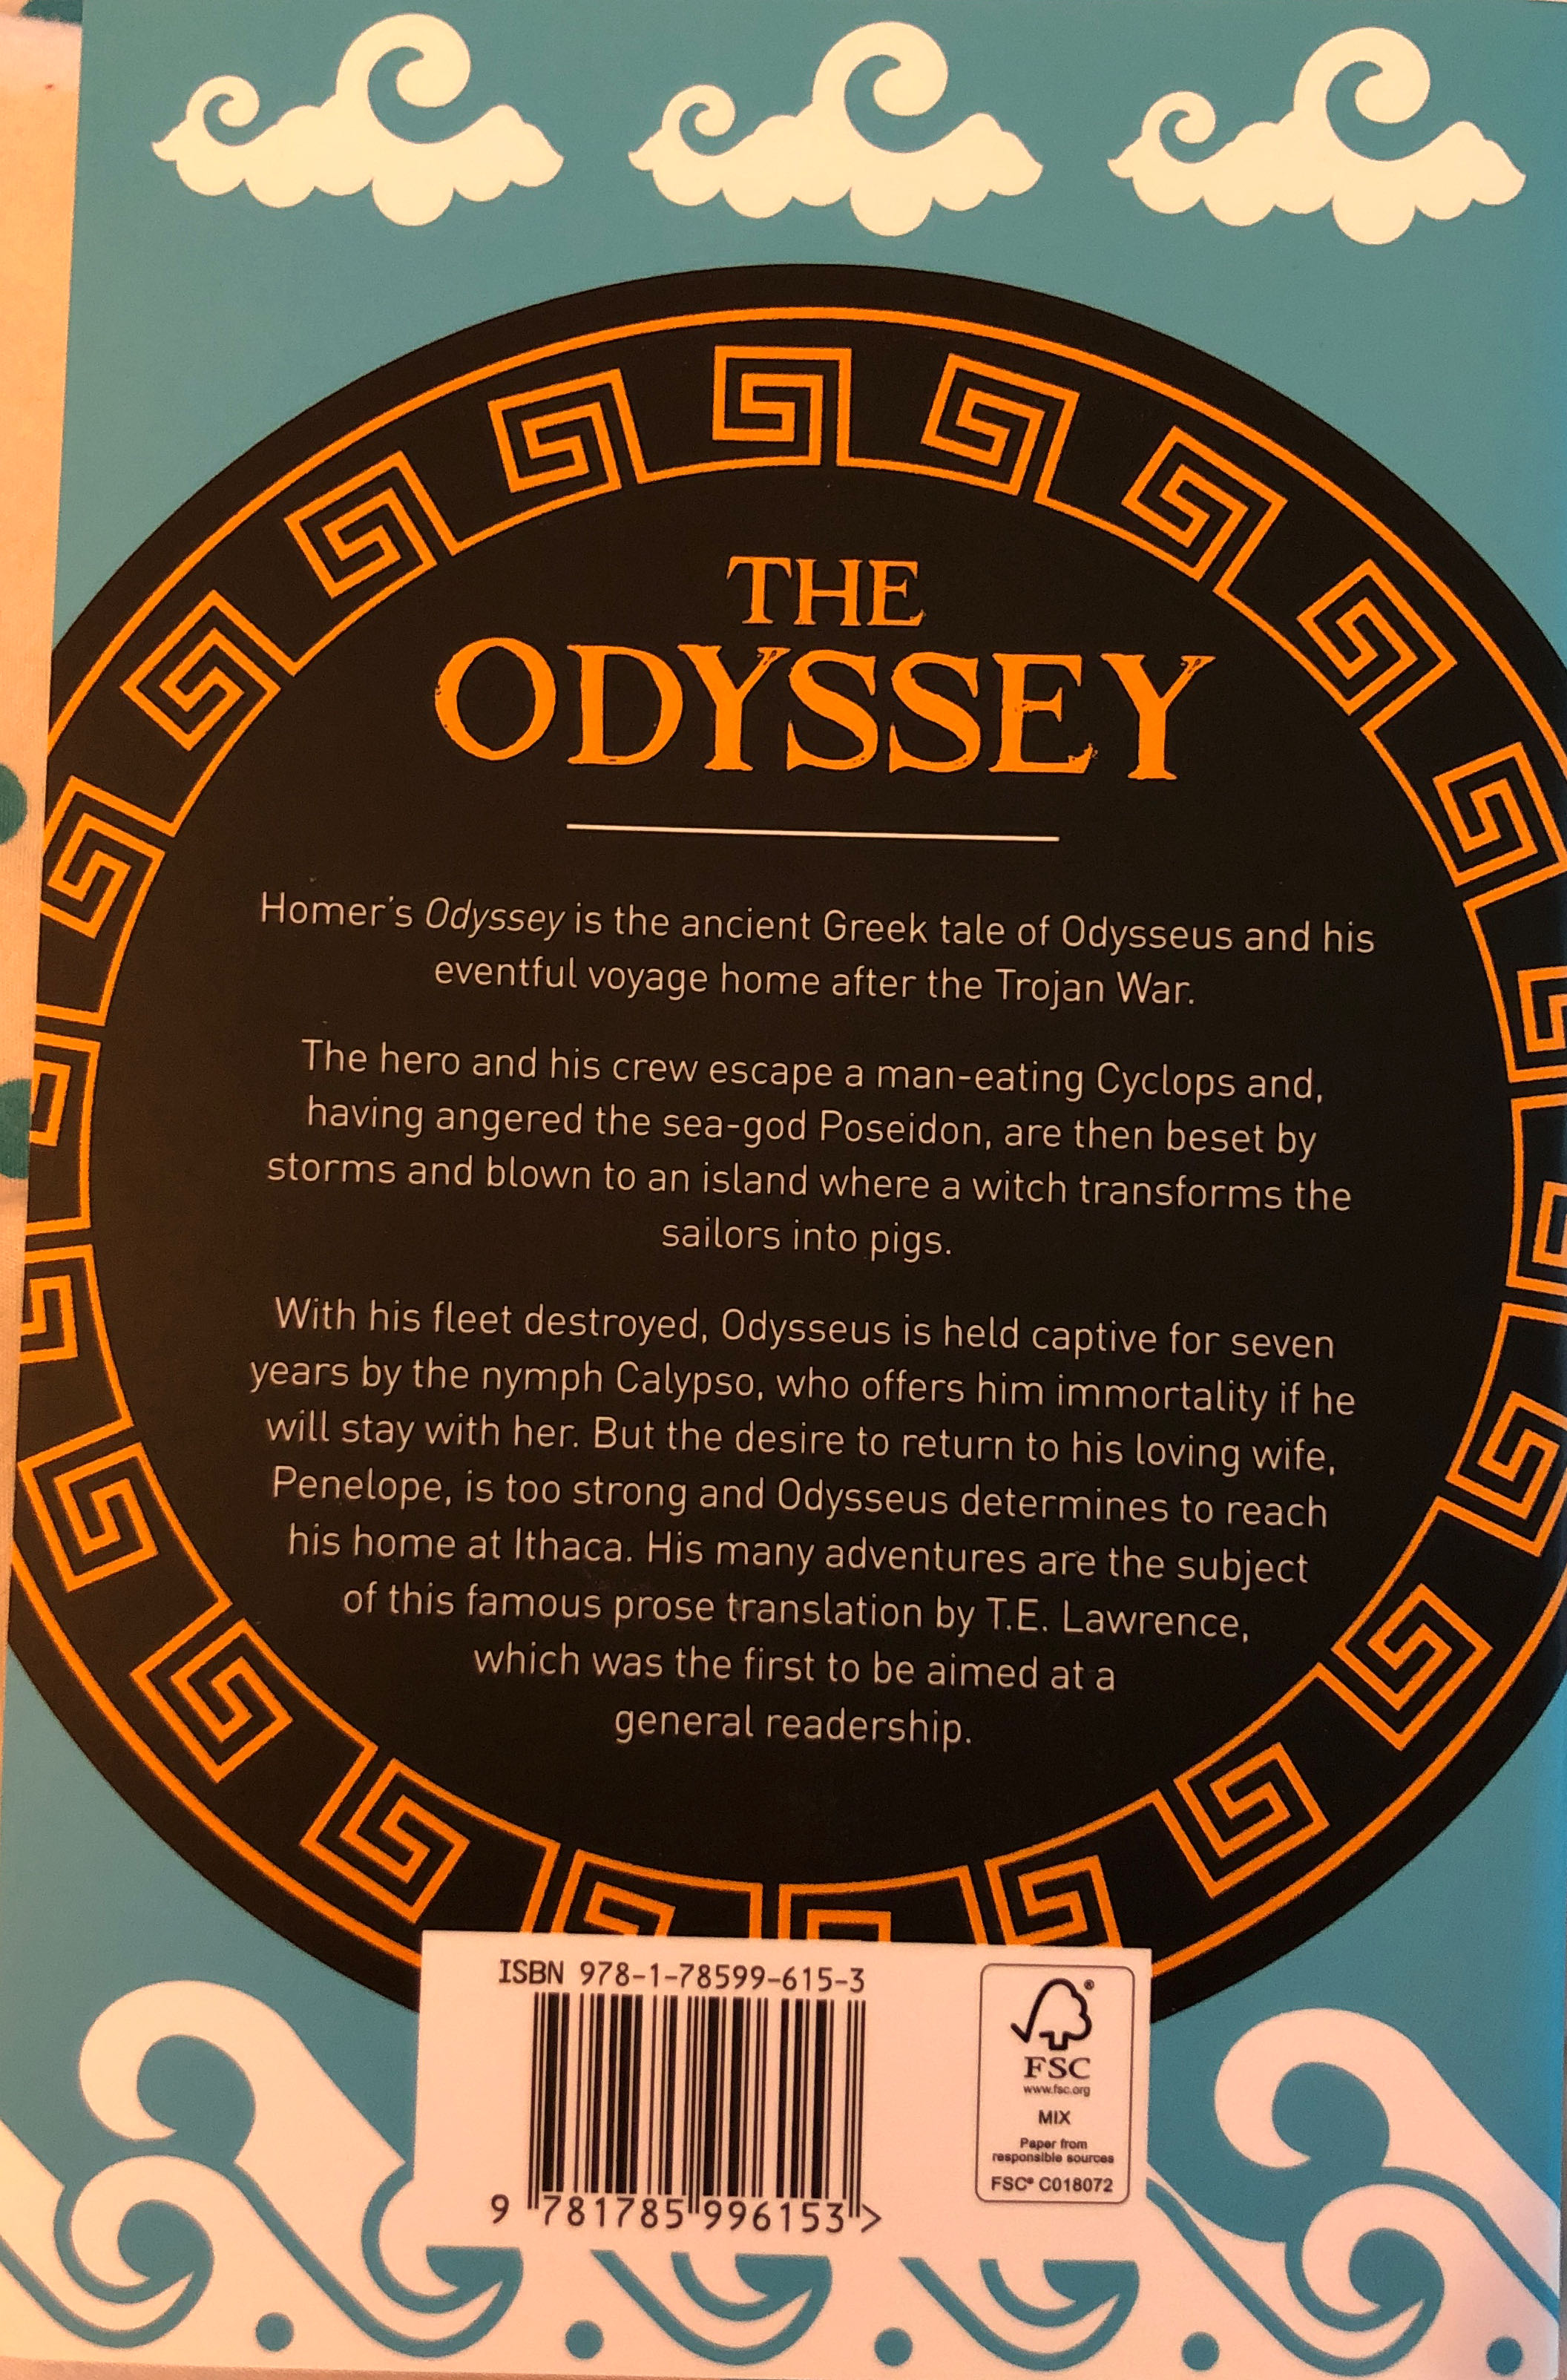 THE
ODYSSEY
Homer's Odyssey is the ancient Greek tale of Odysseus and his
eventful voyage home after the Trojan War.
The hero and his crew escape a man-eating Cyclops and,
having angered the sea-god Poseidon, are then beset by
storms and blown to an island where a witch transforms the
sailors into pigs.
With his fleet destroyed, Odysseus is held captive for seven
years by the nymph Calypso, who offers him immortality if he
will stay with her. But the desire to return to his loving wife,
Penelope, is too strong and Odysseus determines to reach
his home at Ithaca. His many adventures are the subject
of this famous prose translation by T.E. Lawrence,
which was the first to be aimed at a
general readership.
ISBN 978-1-78599-615-3
9 781785 996153 >
®
FSC
www.fsc.org
MIX
Paper from
responsible sources
FSC® C018072